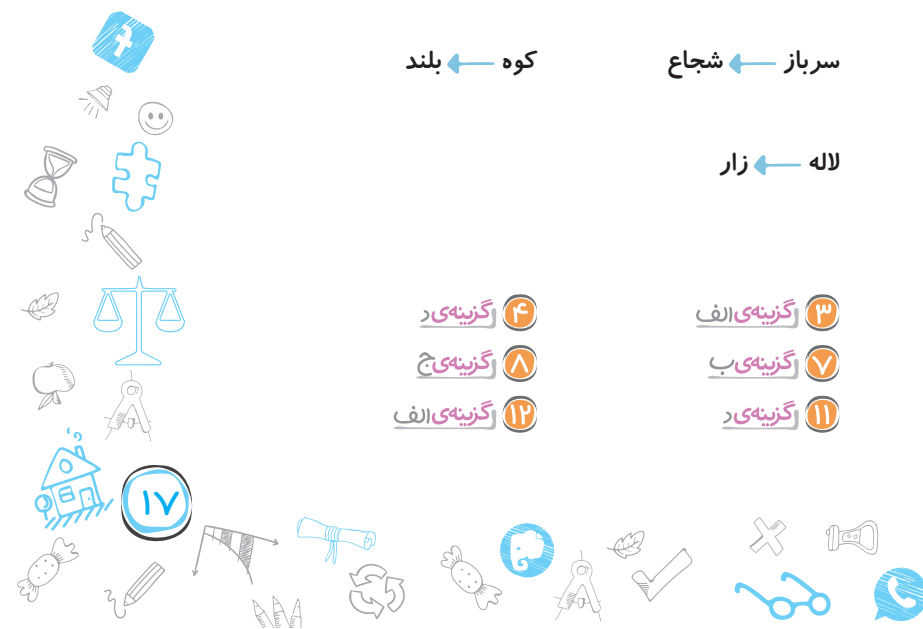 سرباز ← شجاع کوه ← بلند
لاله ← زار
۳ گزینه‌ی الف ۴ گزینه‌ی د
۷ گزینه‌ی ب ۸ گزینه‌ی ج
۱۱ گزینه‌ی د ۱۲ گزینه‌ی الف
۱۷